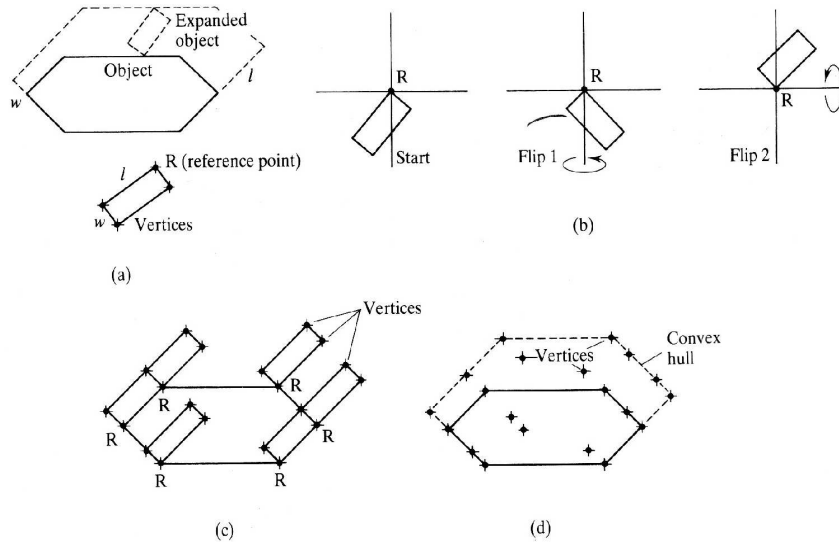 Expanded
object
Object
w
l
R (reference point)
l
w
Vertices
(a)
R
Start
R
Flip 1
R
Flip 2
(b)
Vertices
R
R
R
R
R
R
(c)
Vertices
Convex
hull
(d)